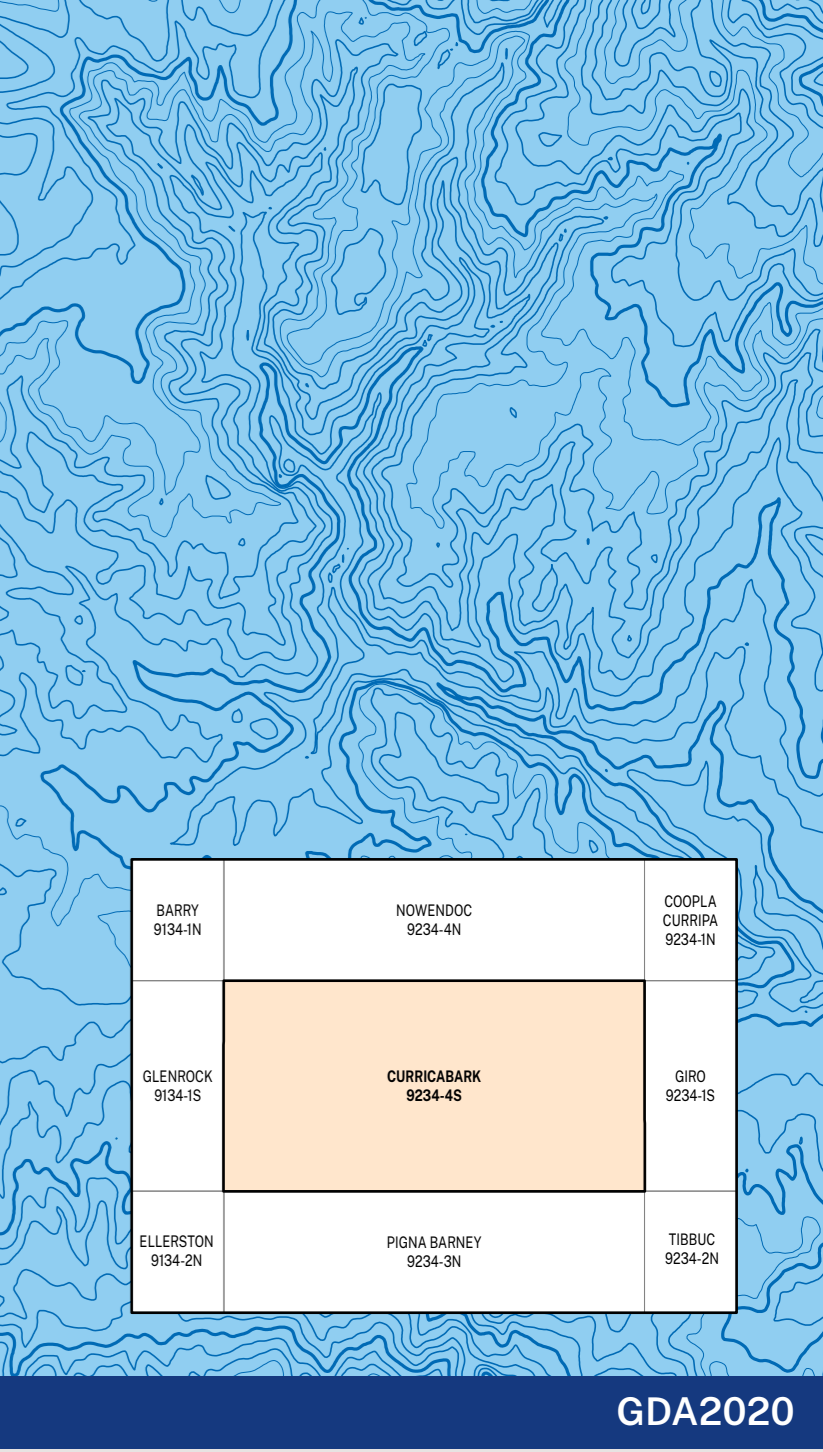 BARRY
9134-1N
NOWENDOC
9234-4N
COOPLA
CURRIPA
9234-1N
GLENROCK
9134-1S
CURRICABARK
9234-4S
GIRO
9234-1S
ELLERSTON
9134-2N
PIGNA BARNEY
9234-3N
TIBBUC
9234-2N
GDA2020